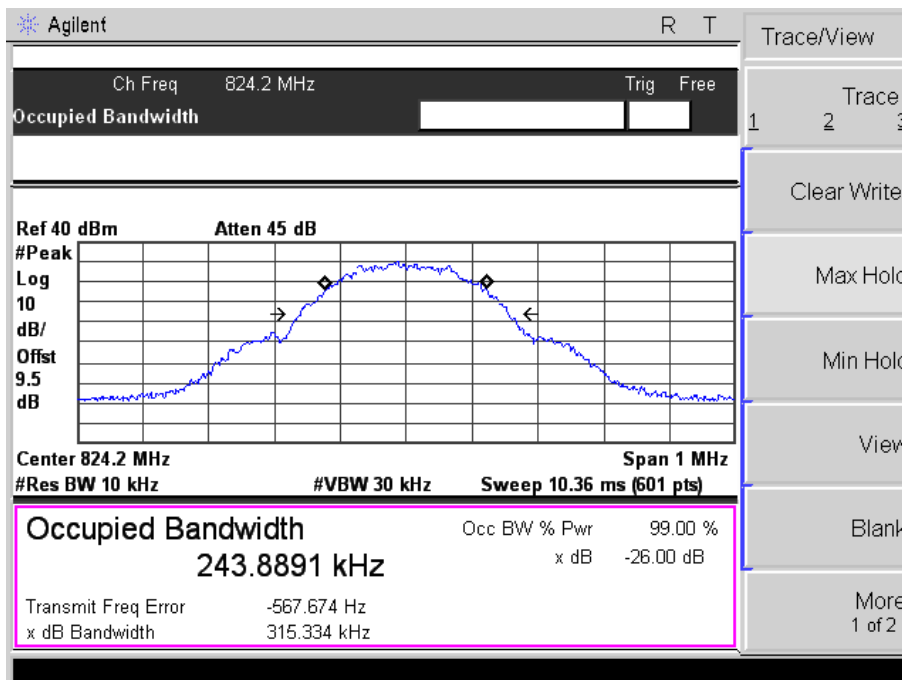 Agilent R T
Trace/View
Ch Freq 824.2 MHz Trig Free
Occupied Bandwidth
Trace
1 2 3
Clear Write
Max Hold
Min Hold
View
Blank
More
1 of 2
Ref 40 dBm Atten 45 dB
#Peak
Log
10
dB/
Offst
9.5
dB
Center 824.2 MHz Span 1 MHz
#Res BW 10 kHz #VBW 30 kHz Sweep 10.36 ms (601 pts)
Occupied Bandwidth Occ BW % Pwr 99.00 %
243.8891 kHz x dB -26.00 dB
Transmit Freq Error -567.674 Hz
x dB Bandwidth 315.334 kHz